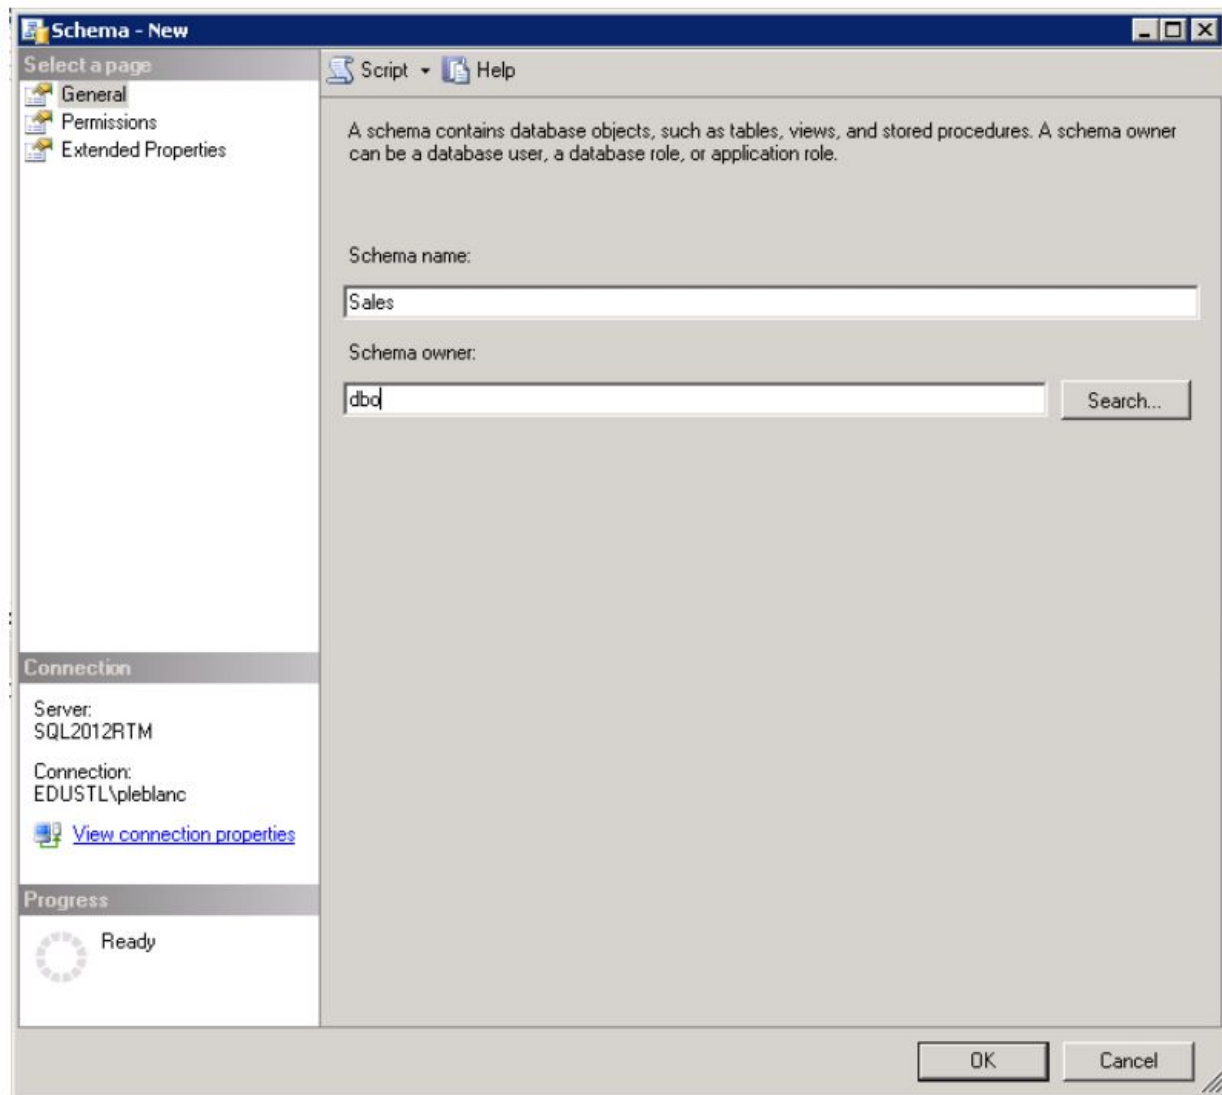 Schema - New
Select a page
General
Permissions
Extended Properties
Script
Help
A schema contains database objects, such as tables, views, and stored procedures. A schema owner
can be a database user, a database role, or application role.
Schema name:
Sales
Schema owner:
dbo
Search...
Connection
Server:
SQL2012RTM
Connection:
EDUSTL\pleblanc
View connection properties
Progress
Ready
OK
Cancel